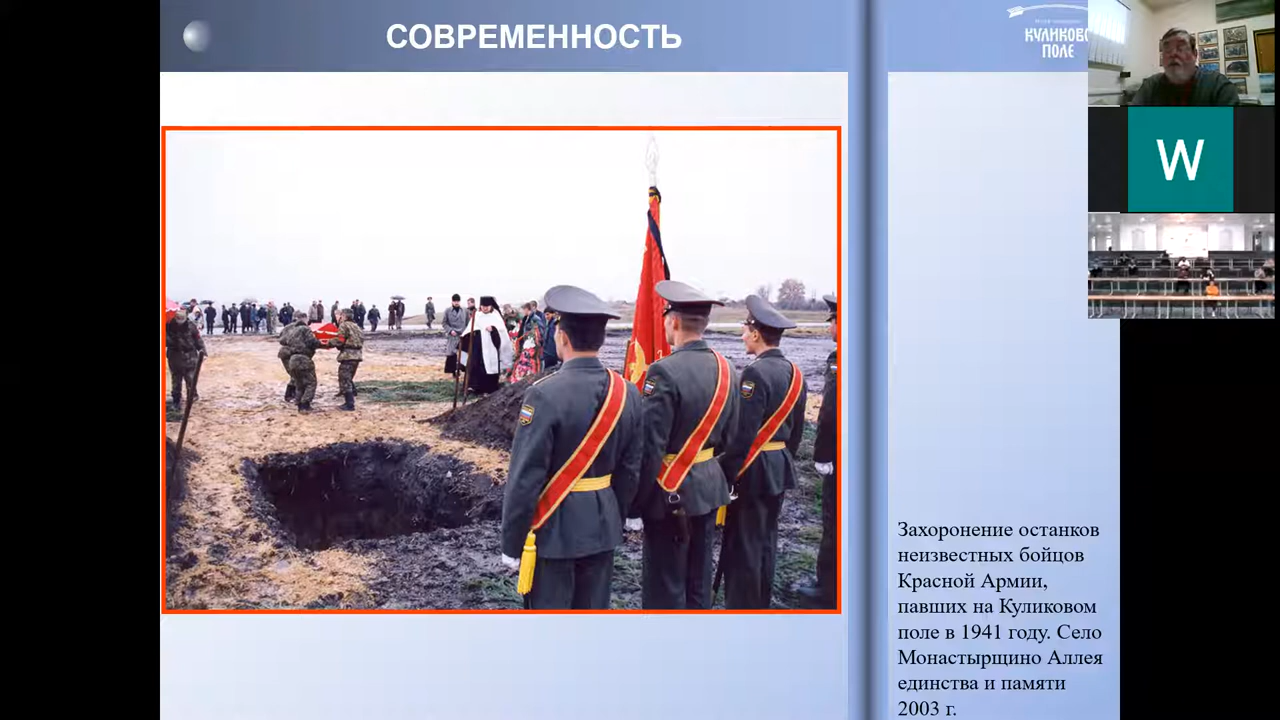 СОВРЕМЕННОСТЬ
КУЛИКОВО
ПОЛЕ
W
Захоронение останков
неизвестных бойцов
Красной Армии,
павших на Куликовом
поле в 1941 году. Село
Монастырщино Аллея
единства и памяти
2003 г.